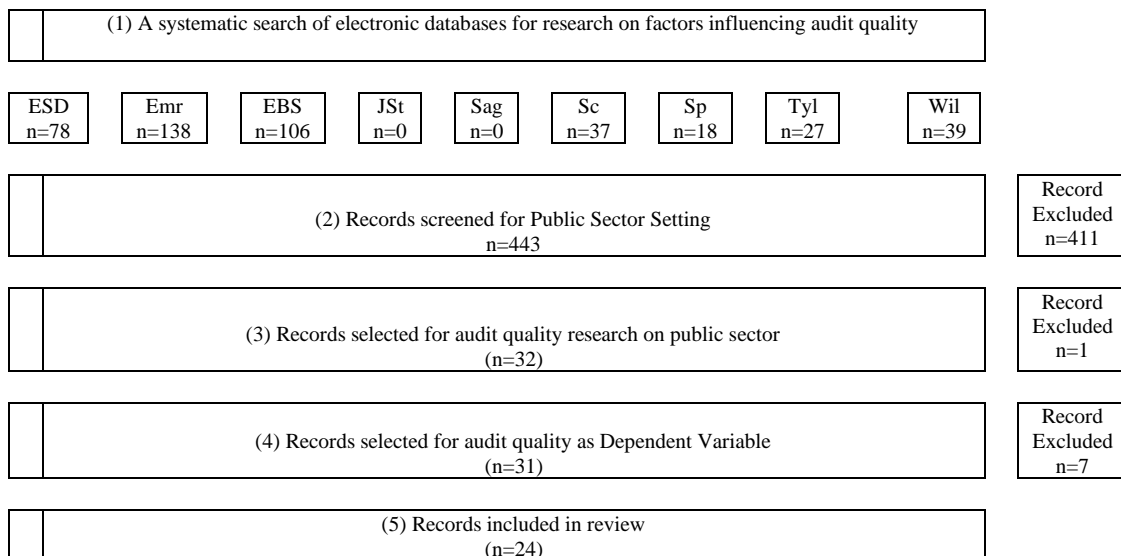 (1) A systematic search of electronic databases for research on factors influencing audit quality
ESD
n=78
Emr
n=138
EBS
n=106
JSt
n=0
Sag
n=0
Sc
n=37
Sp
n=18
Tyl
n=27
Wil
n=39
(2) Records screened for Public Sector Setting
n=443
Record
Excluded
n=411
(3) Records selected for audit quality research on public sector
(n=32)
Record
Excluded
n=1
(4) Records selected for audit quality as Dependent Variable
(n=31)
Record
Excluded
n=7
(5) Records included in review
(n=24)